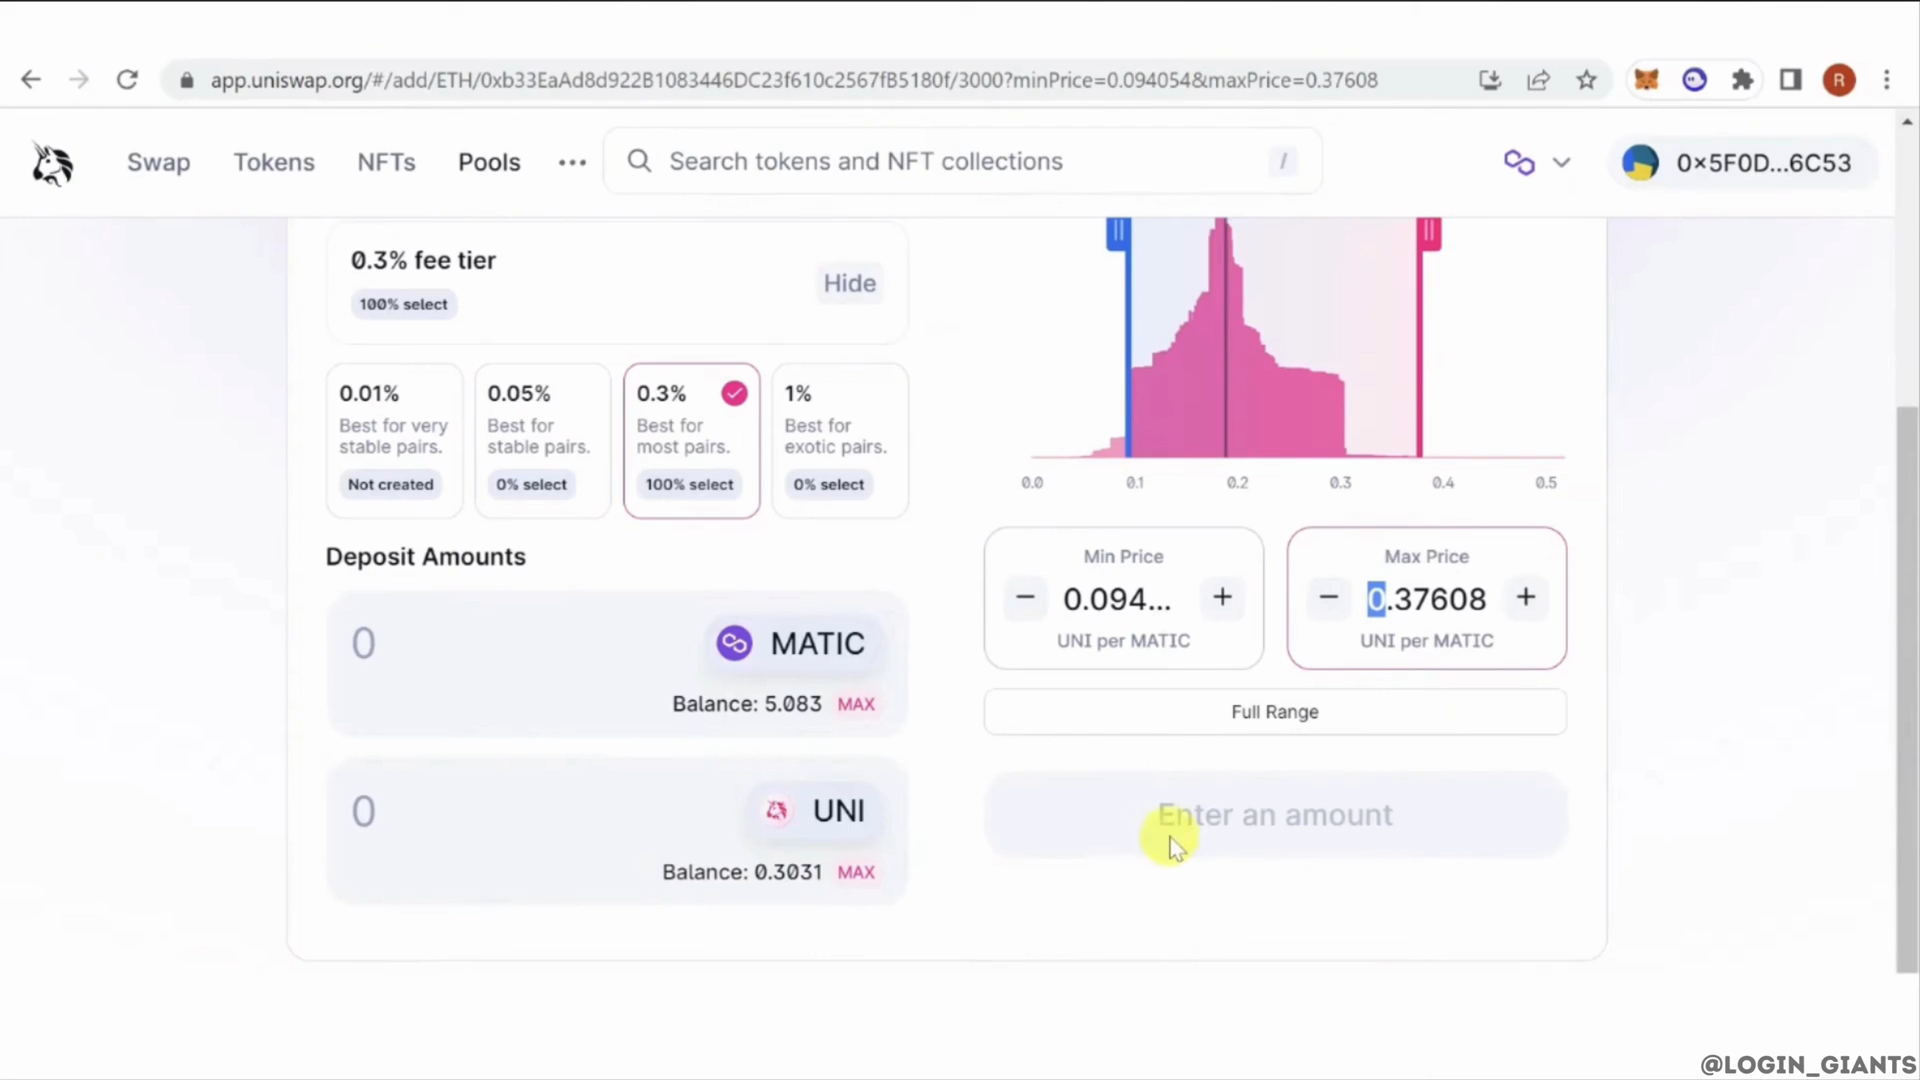 app.uniswap.org/#/add/ETH/0xb33EaAd8d922B1083446DC23f610c2567fB5180f/3000?minPrice=0.094054&maxPrice=0.37608
R
Swap Tokens NFTs Pools
Search tokens and NFT collections /
0×5F0D...6C53
0.3% fee tier
100% select
Hide
0.01%
Best for very
stable pairs.
Not created
0.05%
Best for
stable pairs.
0% select
0.3%
Best for
most pairs.
100% select
1%
Best for
exotic pairs.
0% select
Deposit Amounts
0 MATIC
Balance: 5.083 MAX
0 UNI
Balance: 0.3031 MAX
0.0 0.1 0.2 0.3 0.4 0.5
Min Price
0.094...
UNI per MATIC
Max Price
0.37608
UNI per MATIC
Full Range
Enter an amount
@LOGIN_GIANTS